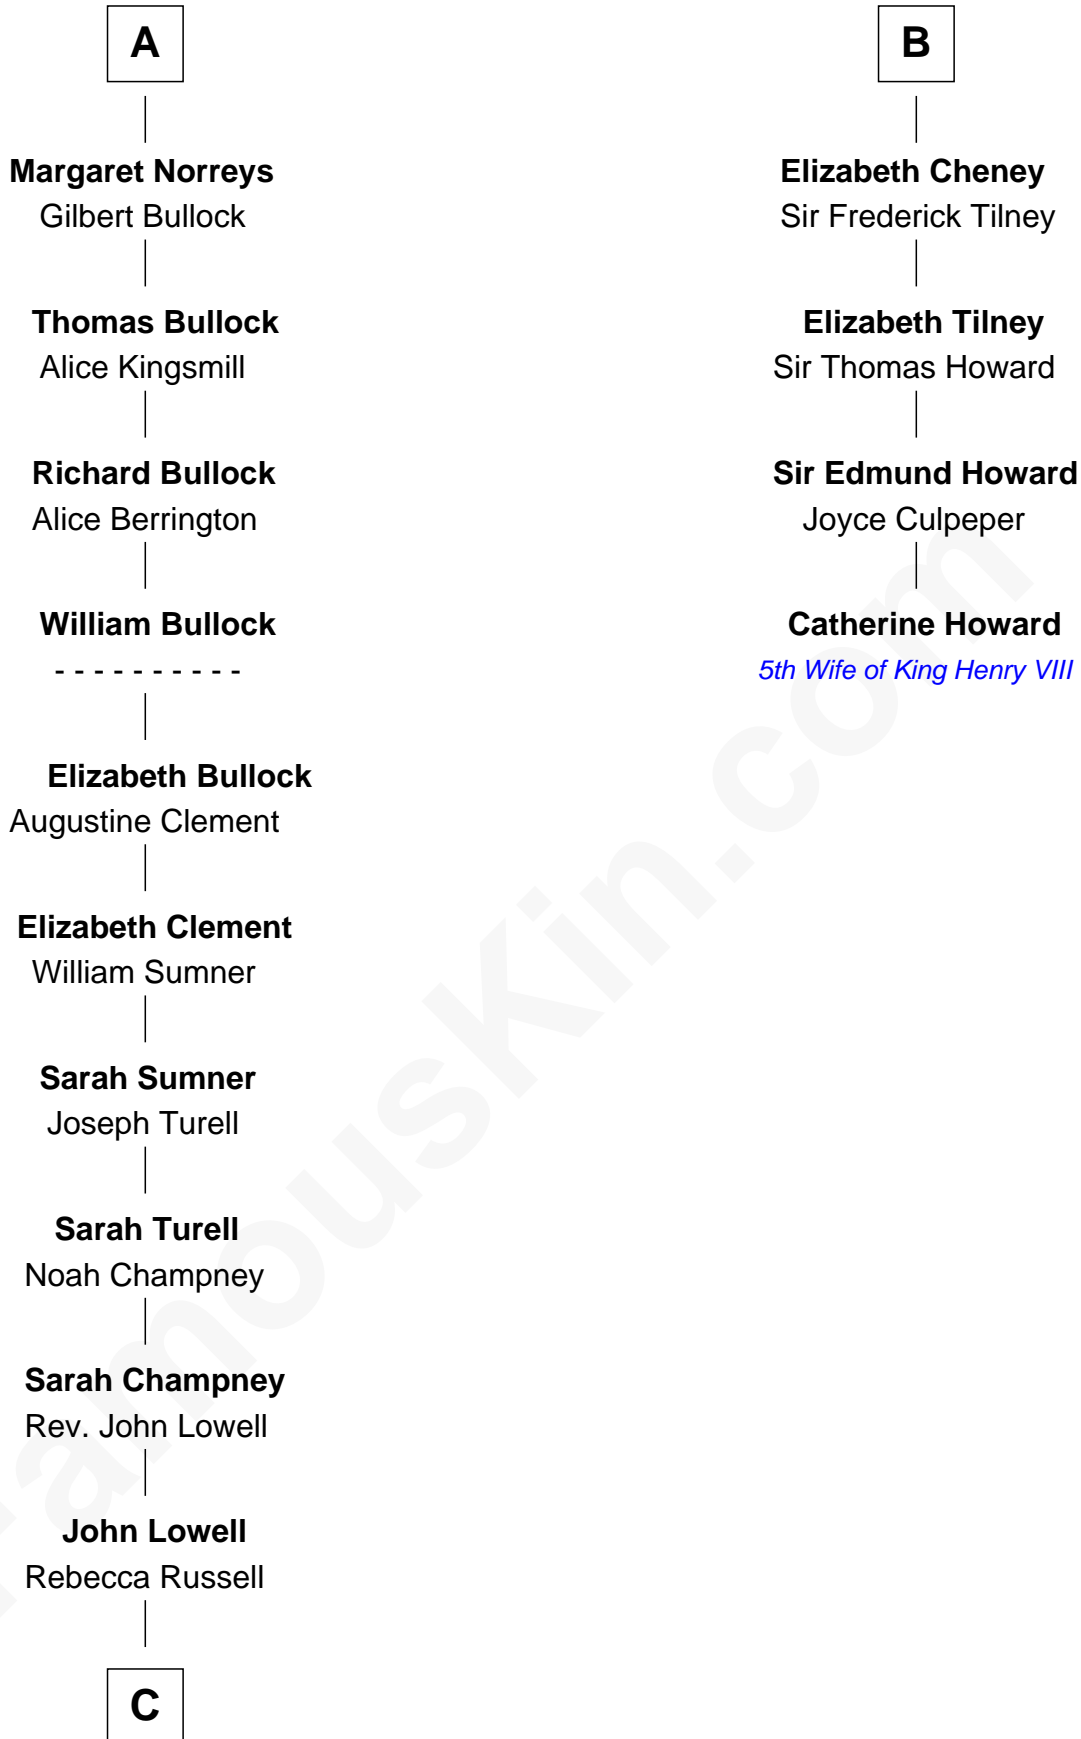 A
Margaret Norreys
Gilbert Bullock
Thomas Bullock
Alice Kingsmill
Richard Bullock
Alice Berrington
William Bullock
- - - - - - - - - -
Elizabeth Bullock
Augustine Clement
Elizabeth Clement
William Sumner
Sarah Sumner
Joseph Turell
Sarah Turell
Noah Champney
Sarah Champney
Rev. John Lowell
John Lowell
Rebecca Russell
C
B
Elizabeth Cheney
Sir Frederick Tilney
Elizabeth Tilney
Sir Thomas Howard
Sir Edmund Howard
Joyce Culpeper
Catherine Howard
5th Wife of King Henry VIII
FamousKin.com